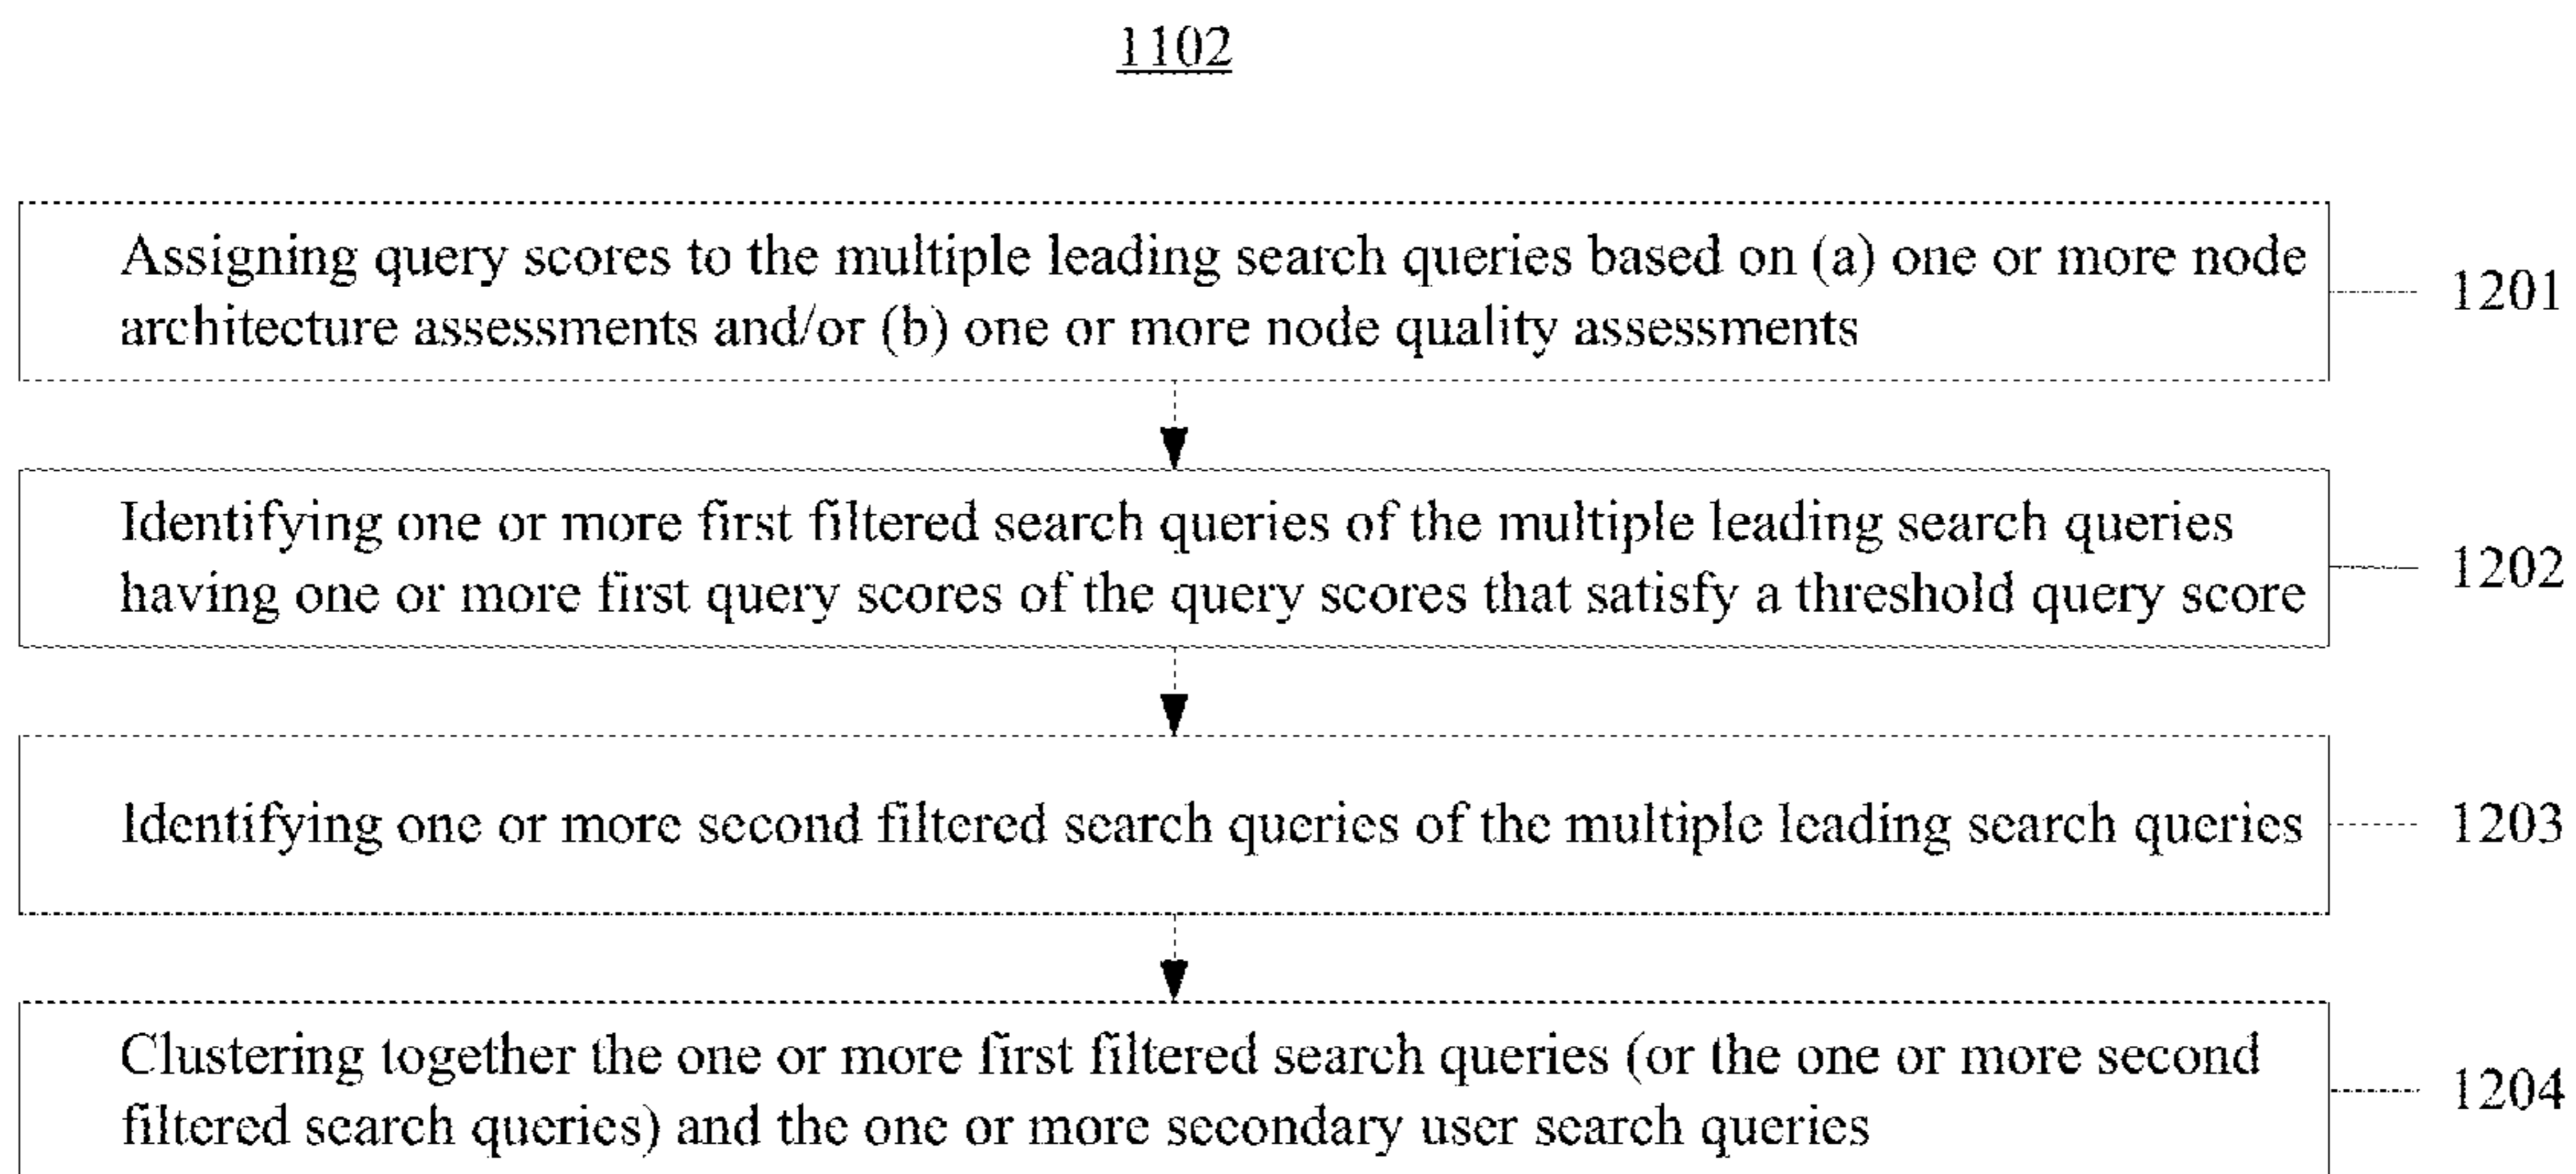 1102
Assigning query scores to the multiple leading search queries based on (a) one or more node
architecture assessments and/or (b) one or more node quality assessments
1201
Identifying one or more first filtered search queries of the multiple leading search queries
having one or more first query scores of the query scores that satisfy a threshold query score
1202
Identifying one or more second filtered search queries of the multiple leading search queries
1203
Clustering together the one or more first filtered search queries (or the one or more second
filtered search queries) and the one or more secondary user search queries
1204